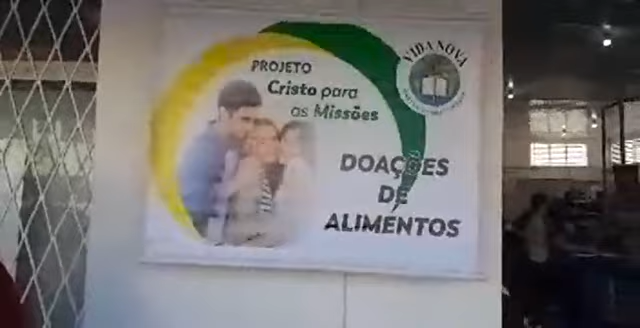 PROJETO
Cristo para
as Missões
VIDA NOVA
DOAÇÕES
DE
ALIMENTOS